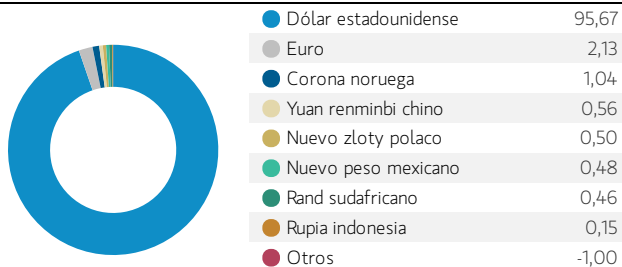 Dólar estadounidense 95,67
Euro 2,13
Corona noruega 1,04
Yuan renminbi chino 0,56
Nuevo zloty polaco 0,50
Nuevo peso mexicano 0,48
Rand sudafricano 0,46
Rupia indonesia 0,15
Otros -1,00